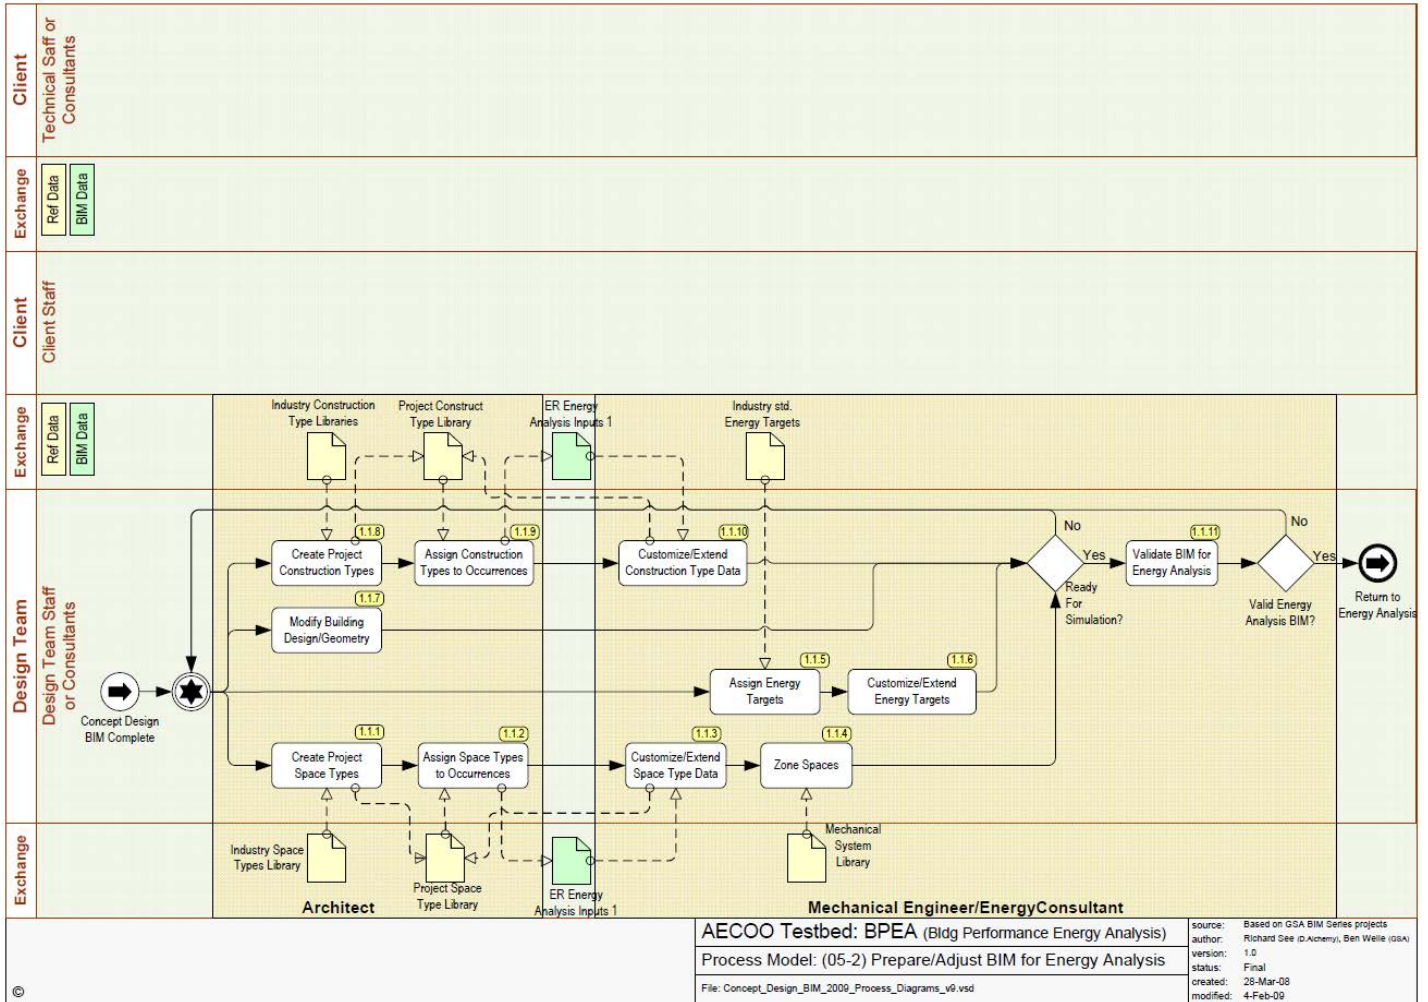 Client
Technical Saff or
Consultants
Exchange
Ref Data
BIM Data
Client
Client Staff
Exchange
Ref Data
BIM Data
Industry Construction
Type Libraries
Project Construct
Type Library
ER Energy
Analysis Inputs 1
Industry std.
Energy Targets
Design Team
Design Team Staff
or Consultants
1.1.8
Create Project
Construction Types
1.1.9
Assign Construction
Types to Occurrences
1.1.10
Customize/Extend
Construction Type Data
No
Yes
Ready
For
Simulation?
1.1.11
Validate BIM for
Energy Analysis
No
Yes
Valid Energy
Analysis BIM?
Return to
Energy Analysis
1.1.7
Modify Building
Design/Geometry
Concept Design
BIM Complete
1.1.5
Assign Energy
Targets
1.1.6
Customize/Extend
Energy Targets
1.1.1
Create Project
Space Types
1.1.2
Assign Space Types
to Occurrences
1.1.3
Customize/Extend
Space Type Data
1.1.4
Zone Spaces
Exchange
Industry Space
Types Library
Project Space
Type Library
ER Energy
Analysis Inputs 1
Mechanical
System
Library
Architect
Mechanical Engineer/EnergyConsultant
AECOO Testbed: BPEA (Bldg Performance Energy Analysis)
Process Model: (05-2) Prepare/Adjust BIM for Energy Analysis
File: Concept_Design_BIM_2009_Process_Diagrams_v9.vsd
source: Based on GSA BIM Series projects
author: Richard See (D.Alchemy), Ben Welle (GSA)
version: 1.0
status: Final
created: 28-Mar-08
modified: 4-Feb-09
©